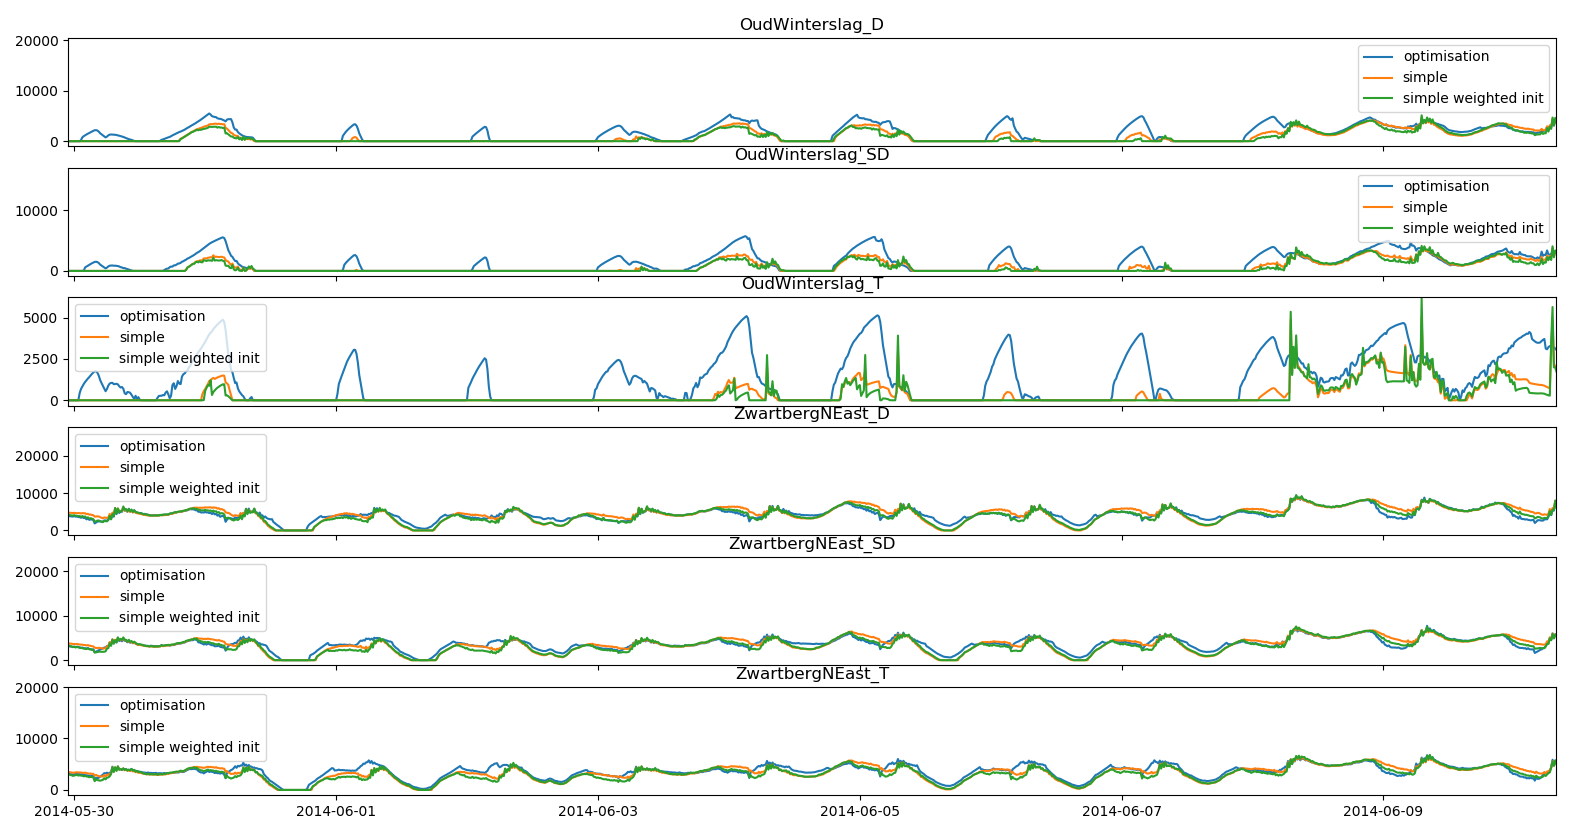 OudWinterslag_D
20000
10000
0
optimisation
simple
simple weighted init
OudWinterslag_SD
10000
0
optimisation
simple
simple weighted init
OudWinterslag_T
5000
2500
0
optimisation
simple
simple weighted init
ZwartbergNEast_D
20000
10000
0
optimisation
simple
simple weighted init
ZwartbergNEast_SD
20000
10000
0
optimisation
simple
simple weighted init
ZwartbergNEast_T
20000
10000
0
optimisation
simple
simple weighted init
2014-05-30 2014-06-01 2014-06-03 2014-06-05 2014-06-07 2014-06-09